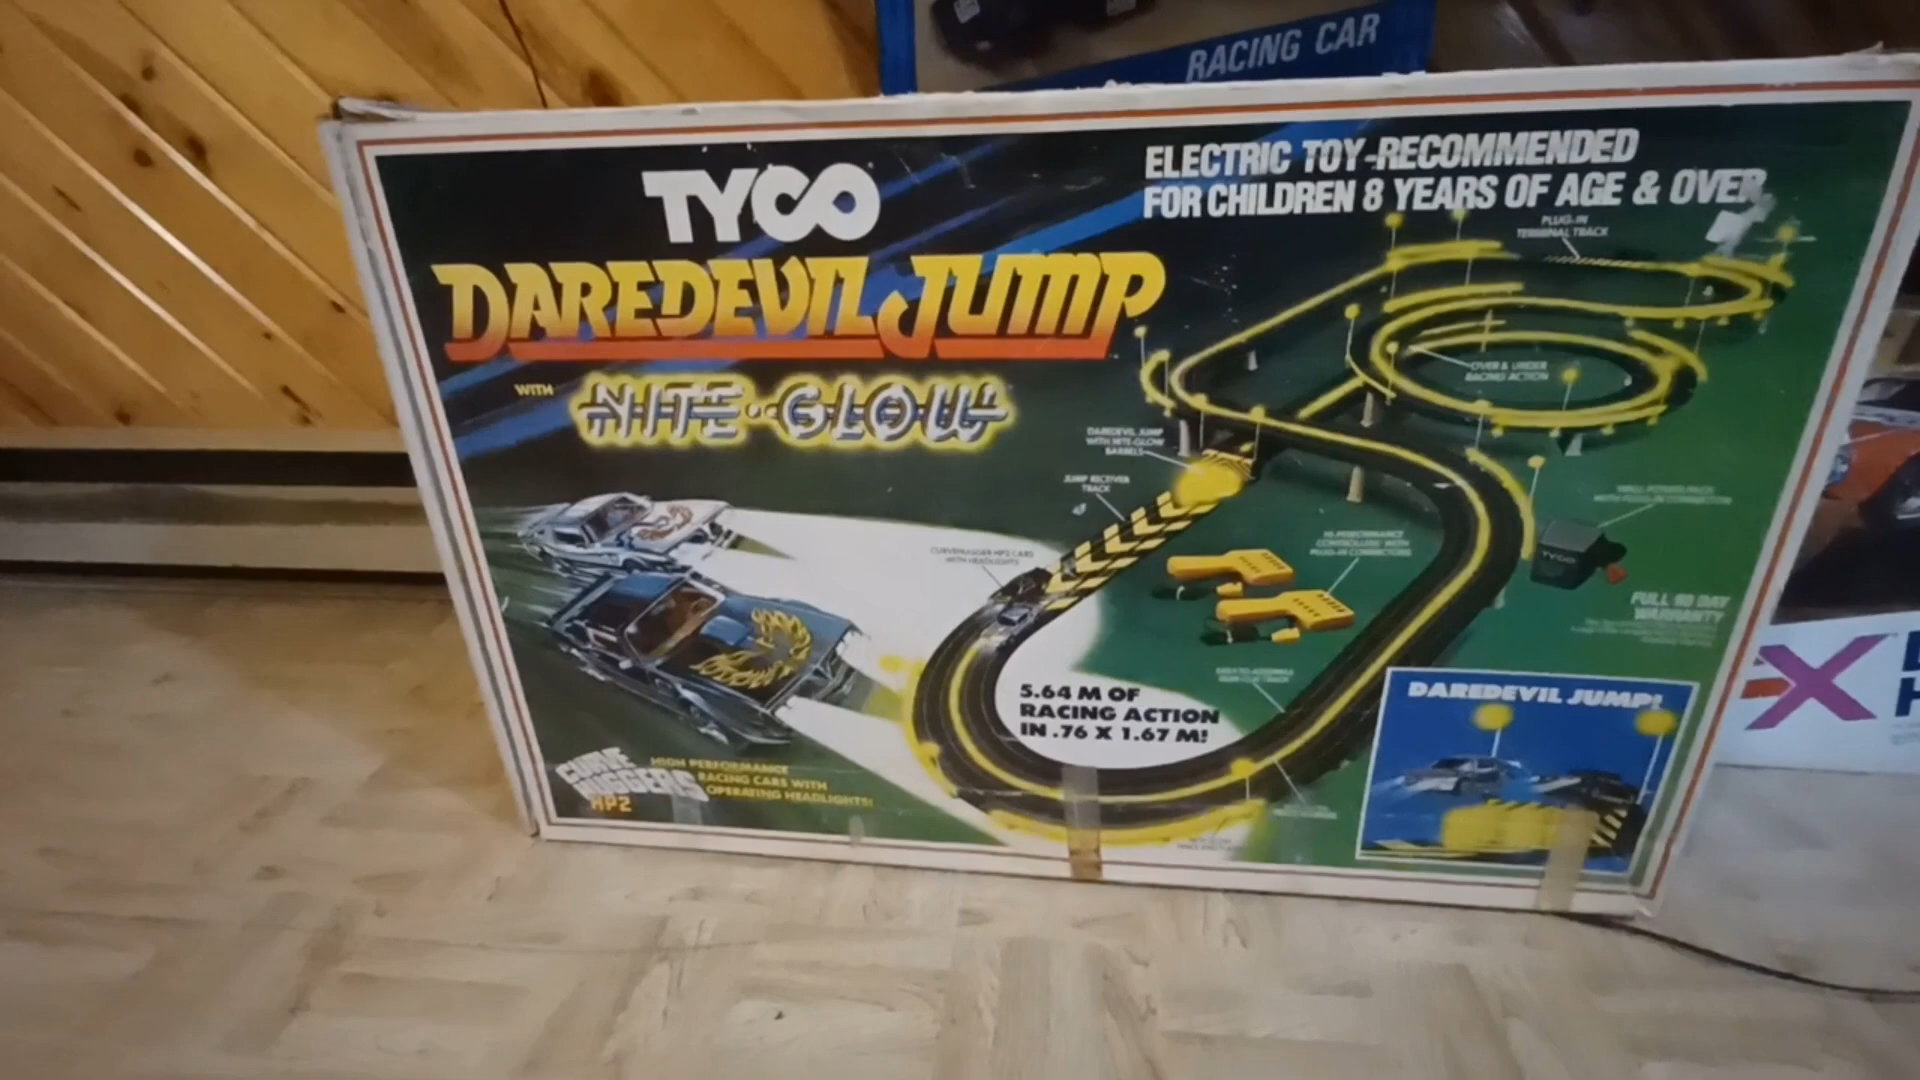 RACING CAR
TYCO
ELECTRIC TOY-RECOMMENDED
FOR CHILDREN 8 YEARS OF AGE & OVER
DAREDEVIL JUMP
WITH NITE-GLOW
PLUG-IN
TERMINAL TRACK
OVER & UNDER
RACING ACTION
DAREDEVIL JUMP
WITH NITE-GLOW
BARRELS
JUMP RECEIVER
TRACK
CURVEHUGGER HP2 CARS
WITH HEADLIGHTS
HI-PERFORMANCE
CONTROLLERS WITH
PLUG-IN CONNECTORS
TYCO
FULL 90 DAY
WARRANTY
5.64 M OF
RACING ACTION
IN .76 X 1.67 M!
DAREDEVIL JUMP!
CURVE
HUGGERS
HP2
HIGH PERFORMANCE
RACING CARS WITH
OPERATING HEADLIGHTS!
X